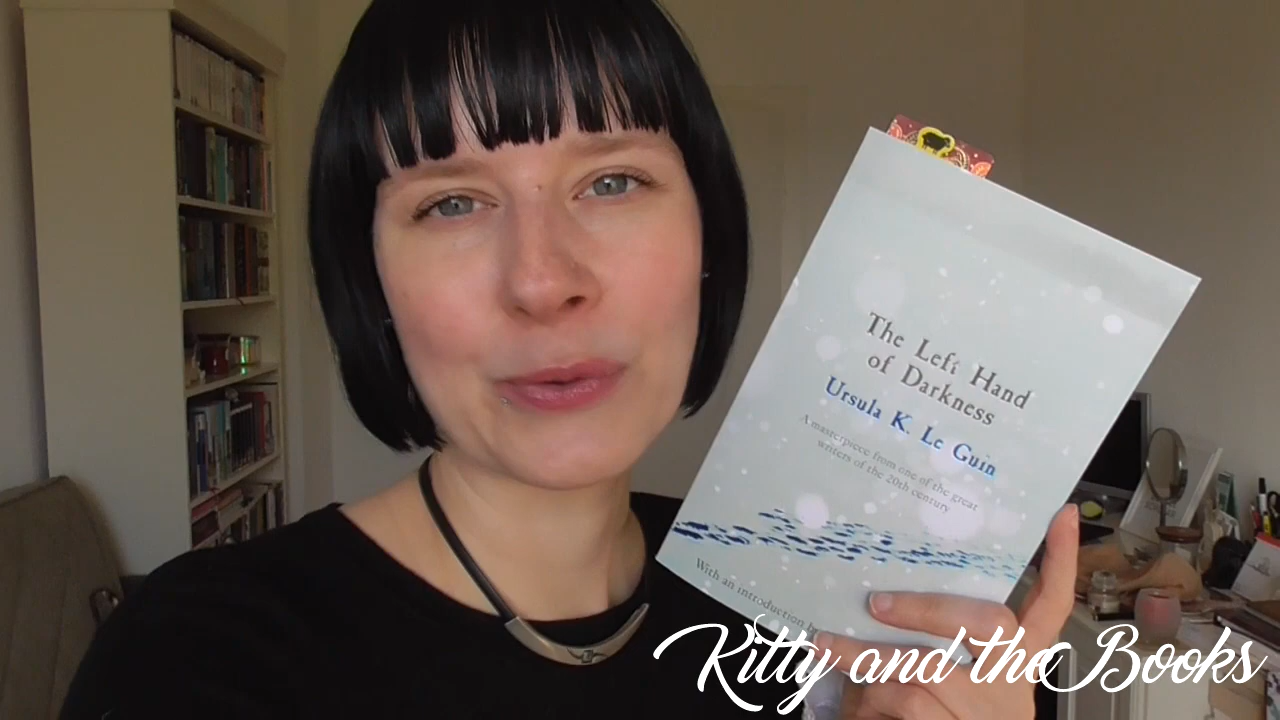 The Left Hand
of Darkness
Ursula K. Le Guin
A masterpiece from one of the great
writers of the 20th century
With an introduction by
Kitty and the Books